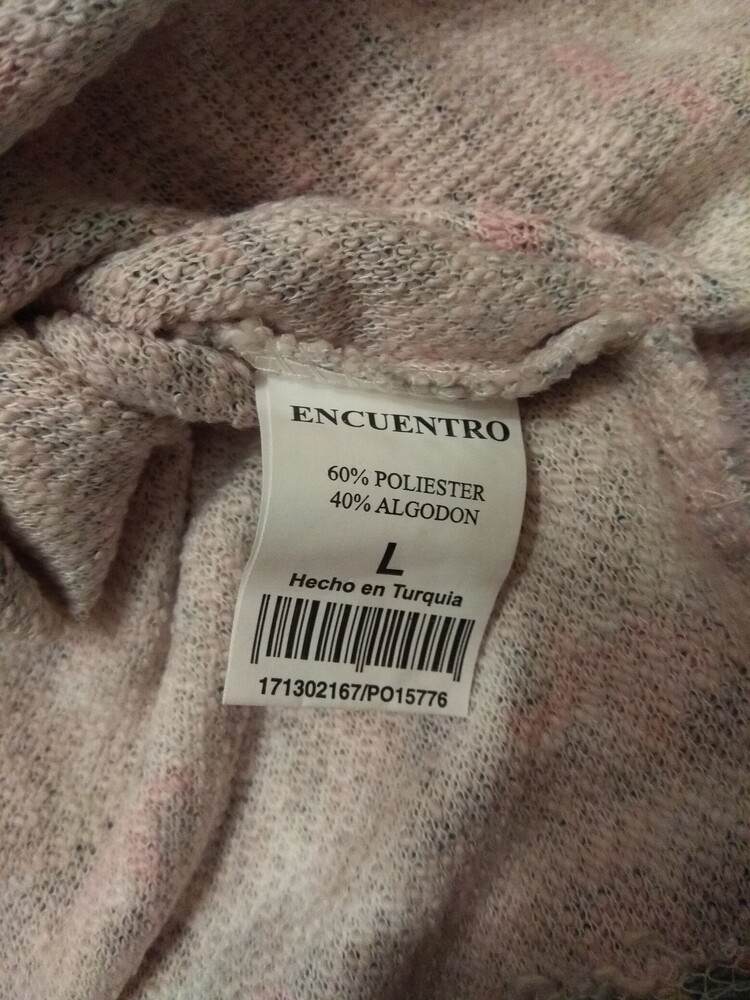 ENCUENTRO
60% POLIESTER
40% ALGODON
L
Hecho en Turquia
171302167/PO15776